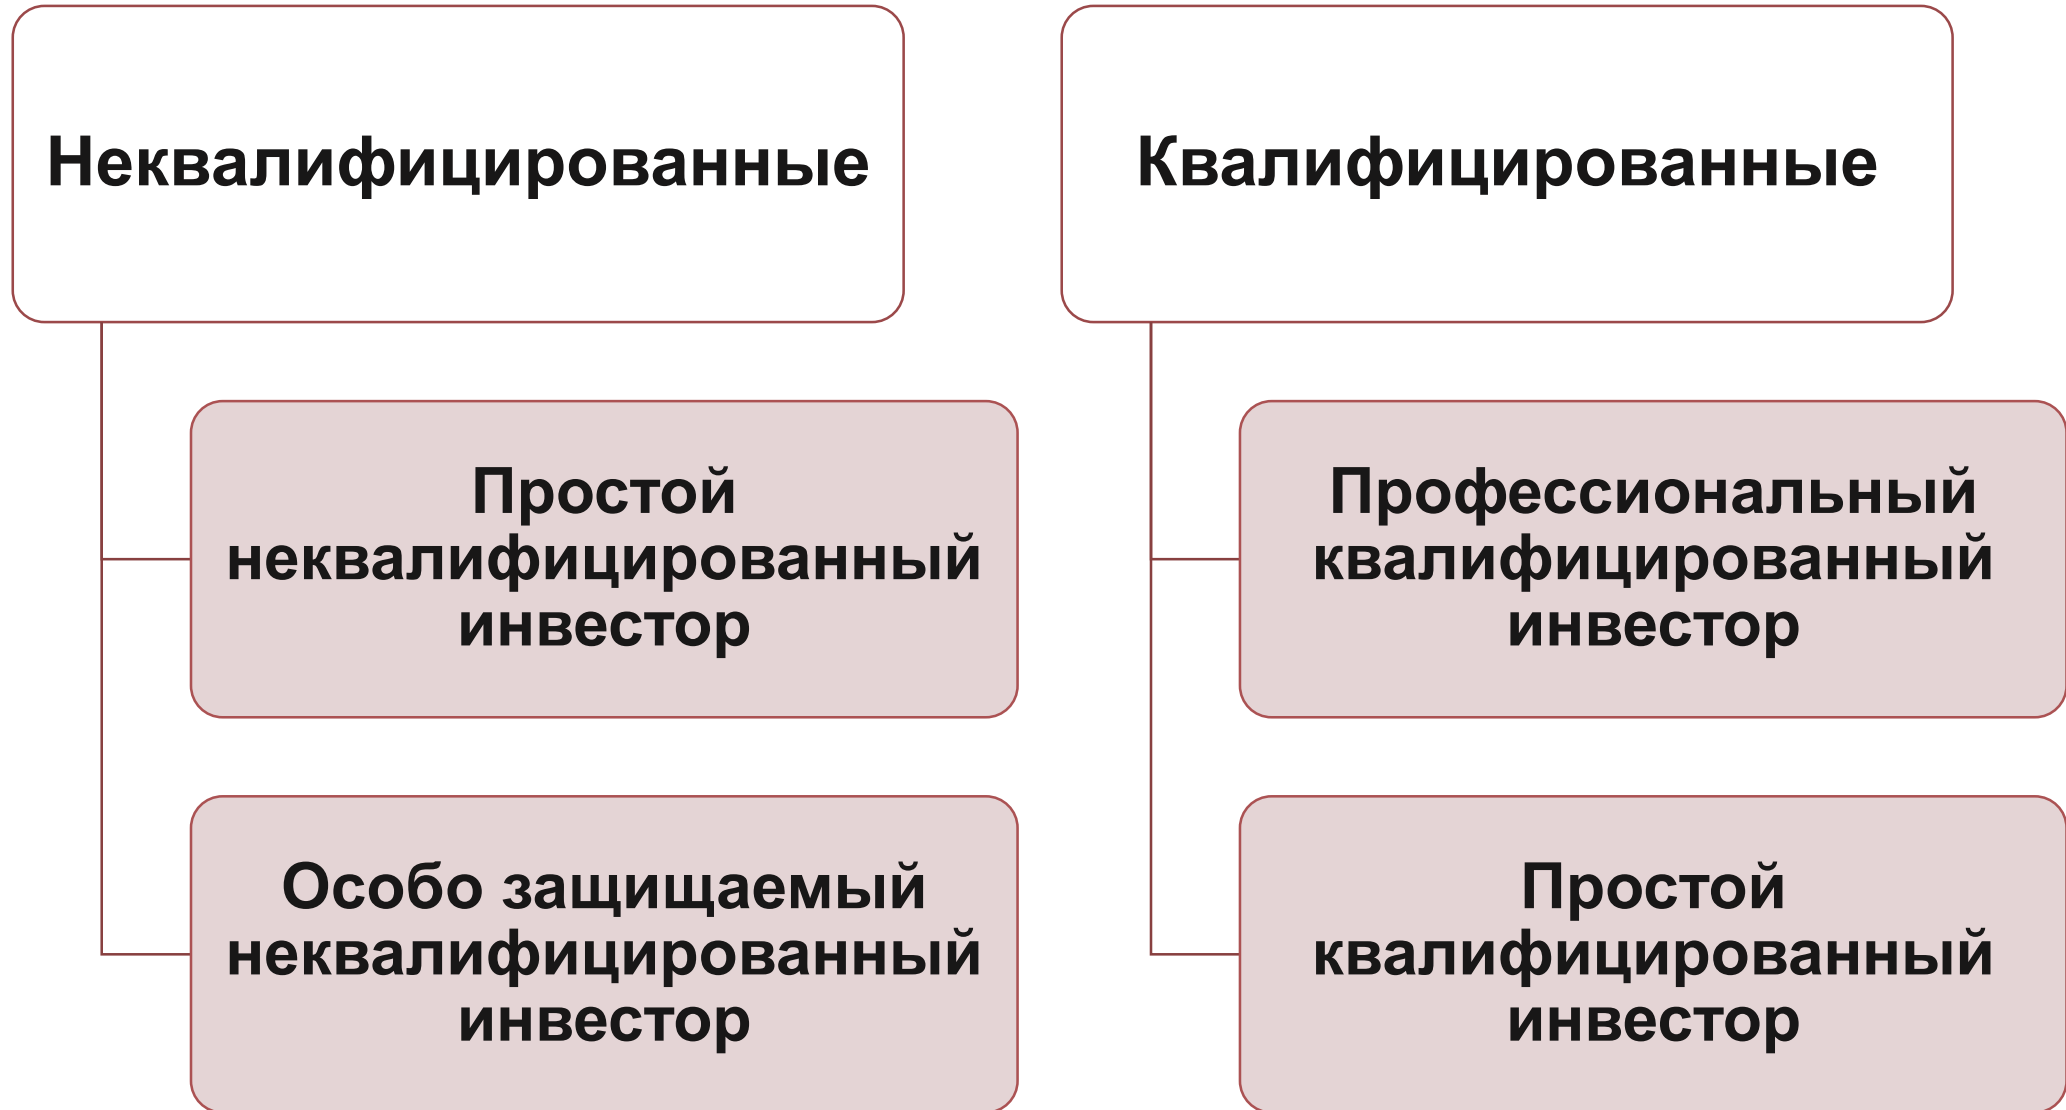 Неквалифицированные
Простой
неквалифицированный
инвестор
Особо защищаемый
неквалифицированный
инвестор
Квалифицированные
Профессиональный
квалифицированный
инвестор
Простой
квалифицированный
инвестор